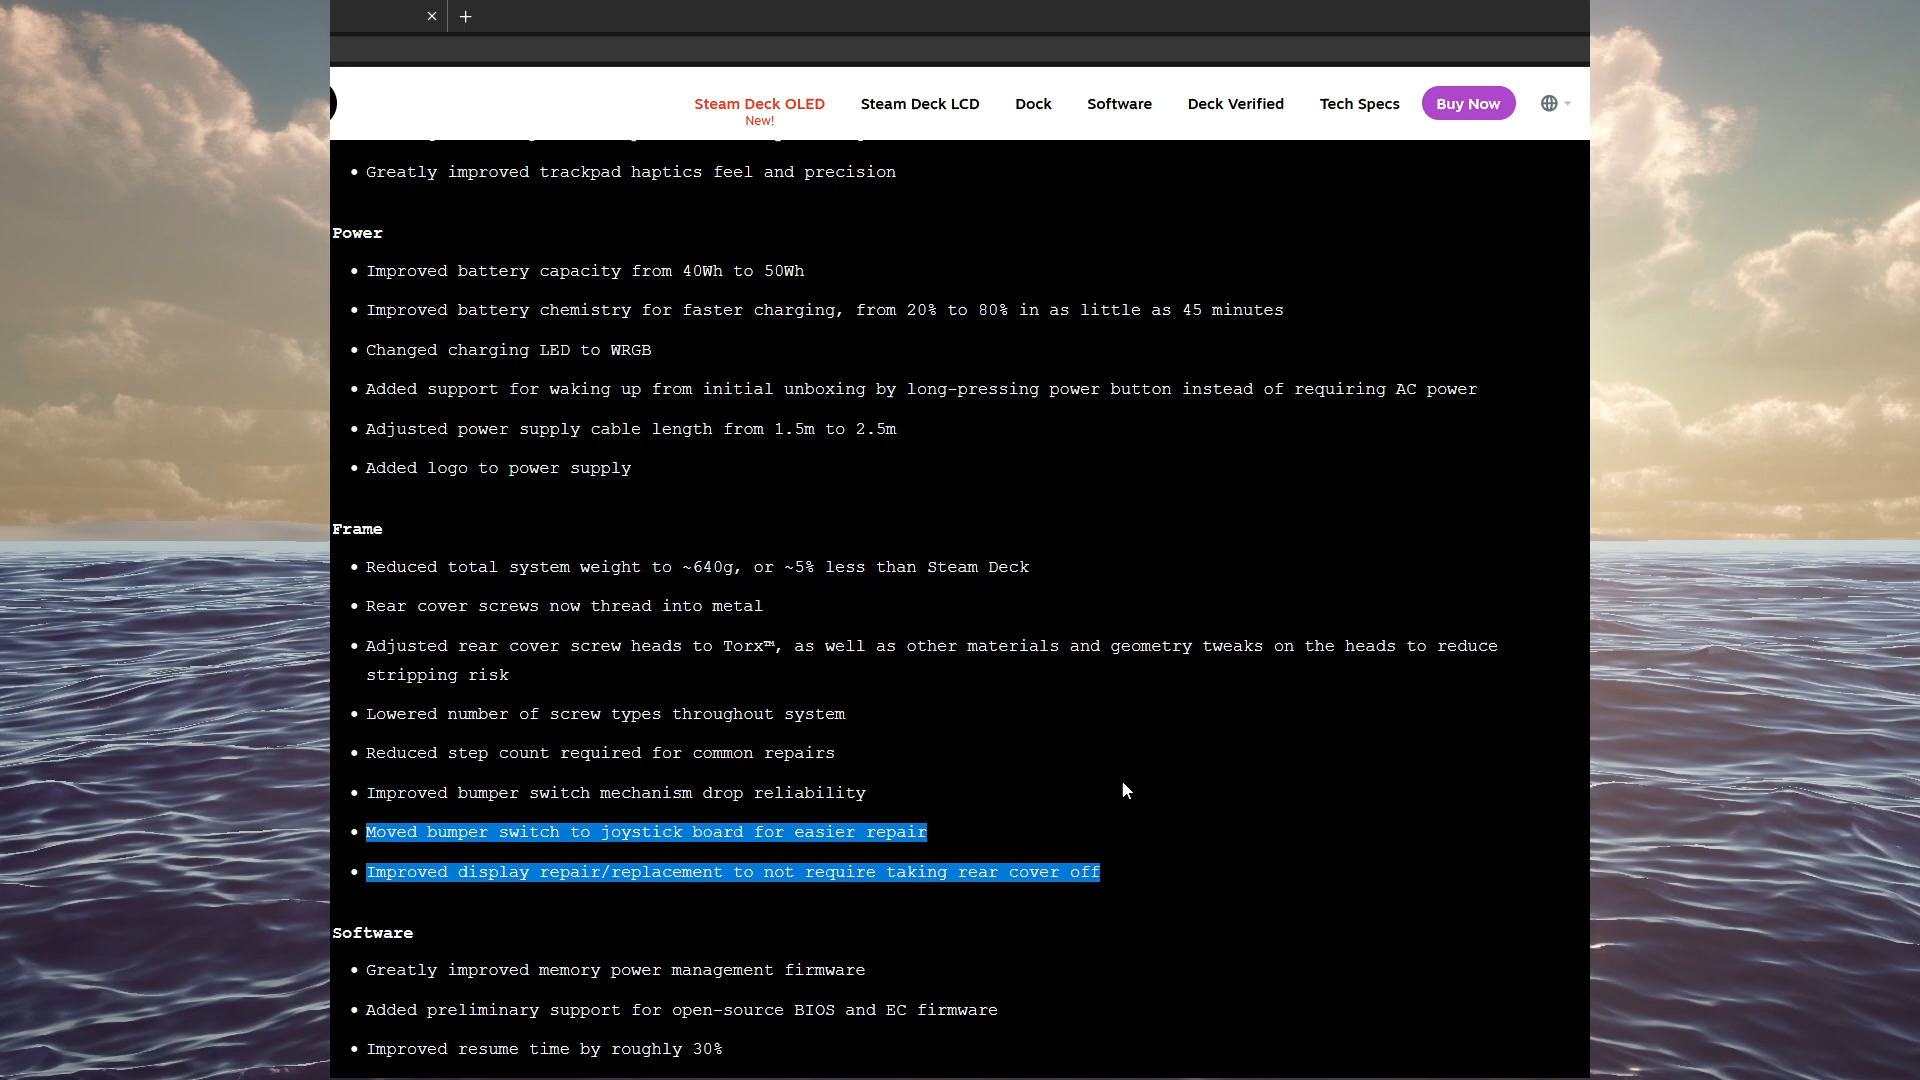 Steam Deck OLED
New!
Steam Deck LCD
Dock
Software
Deck Verified
Tech Specs
Buy Now
• Greatly improved trackpad haptics feel and precision
Power
• Improved battery capacity from 40Wh to 50Wh
• Improved battery chemistry for faster charging, from 20% to 80% in as little as 45 minutes
• Changed charging LED to WRGB
• Added support for waking up from initial unboxing by long-pressing power button instead of requiring AC power
• Adjusted power supply cable length from 1.5m to 2.5m
• Added logo to power supply
Frame
• Reduced total system weight to ~640g, or ~5% less than Steam Deck
• Rear cover screws now thread into metal
• Adjusted rear cover screw heads to Torx™, as well as other materials and geometry tweaks on the heads to reduce
stripping risk
• Lowered number of screw types throughout system
• Reduced step count required for common repairs
• Improved bumper switch mechanism drop reliability
• Moved bumper switch to joystick board for easier repair
• Improved display repair/replacement to not require taking rear cover off
Software
• Greatly improved memory power management firmware
• Added preliminary support for open-source BIOS and EC firmware
• Improved resume time by roughly 30%